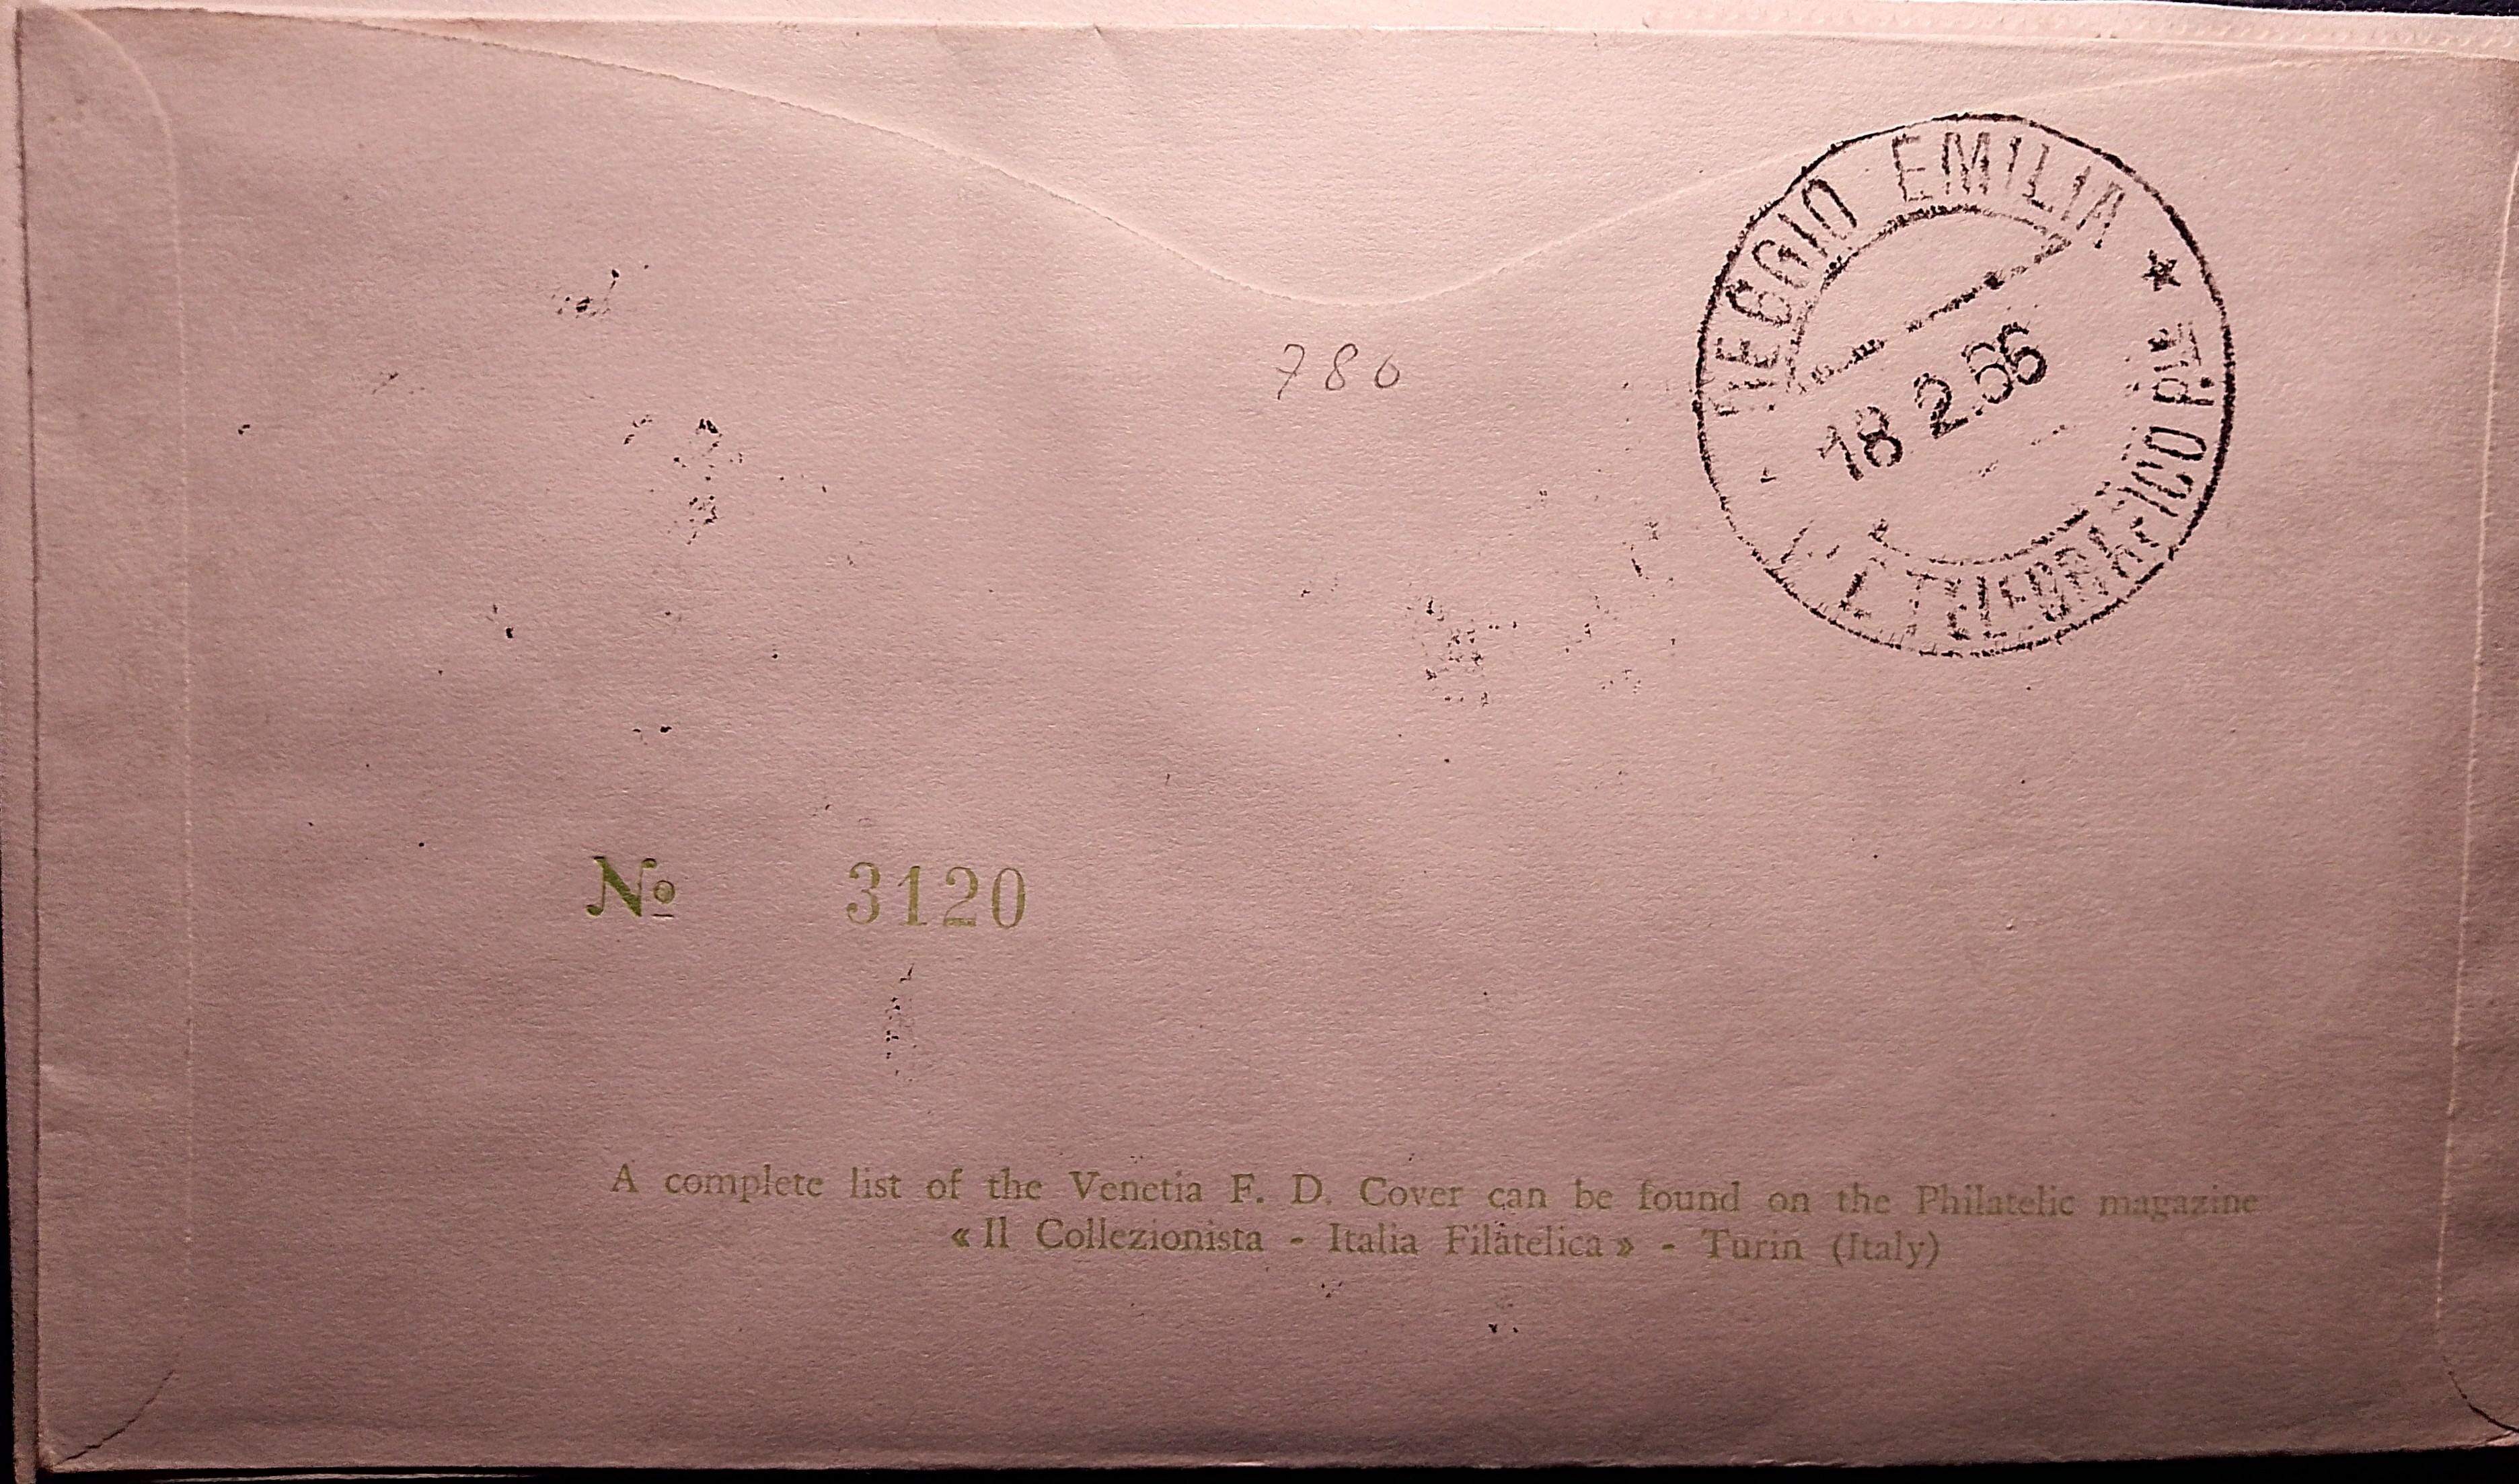 REGGIO EMILIA
18.2.66
780
No 3120
A complete list of the Venetia F. D. Cover can be found on the Philatelic magazine
« Il Collezionista - Italia Filatelica » - Turin (Italy)